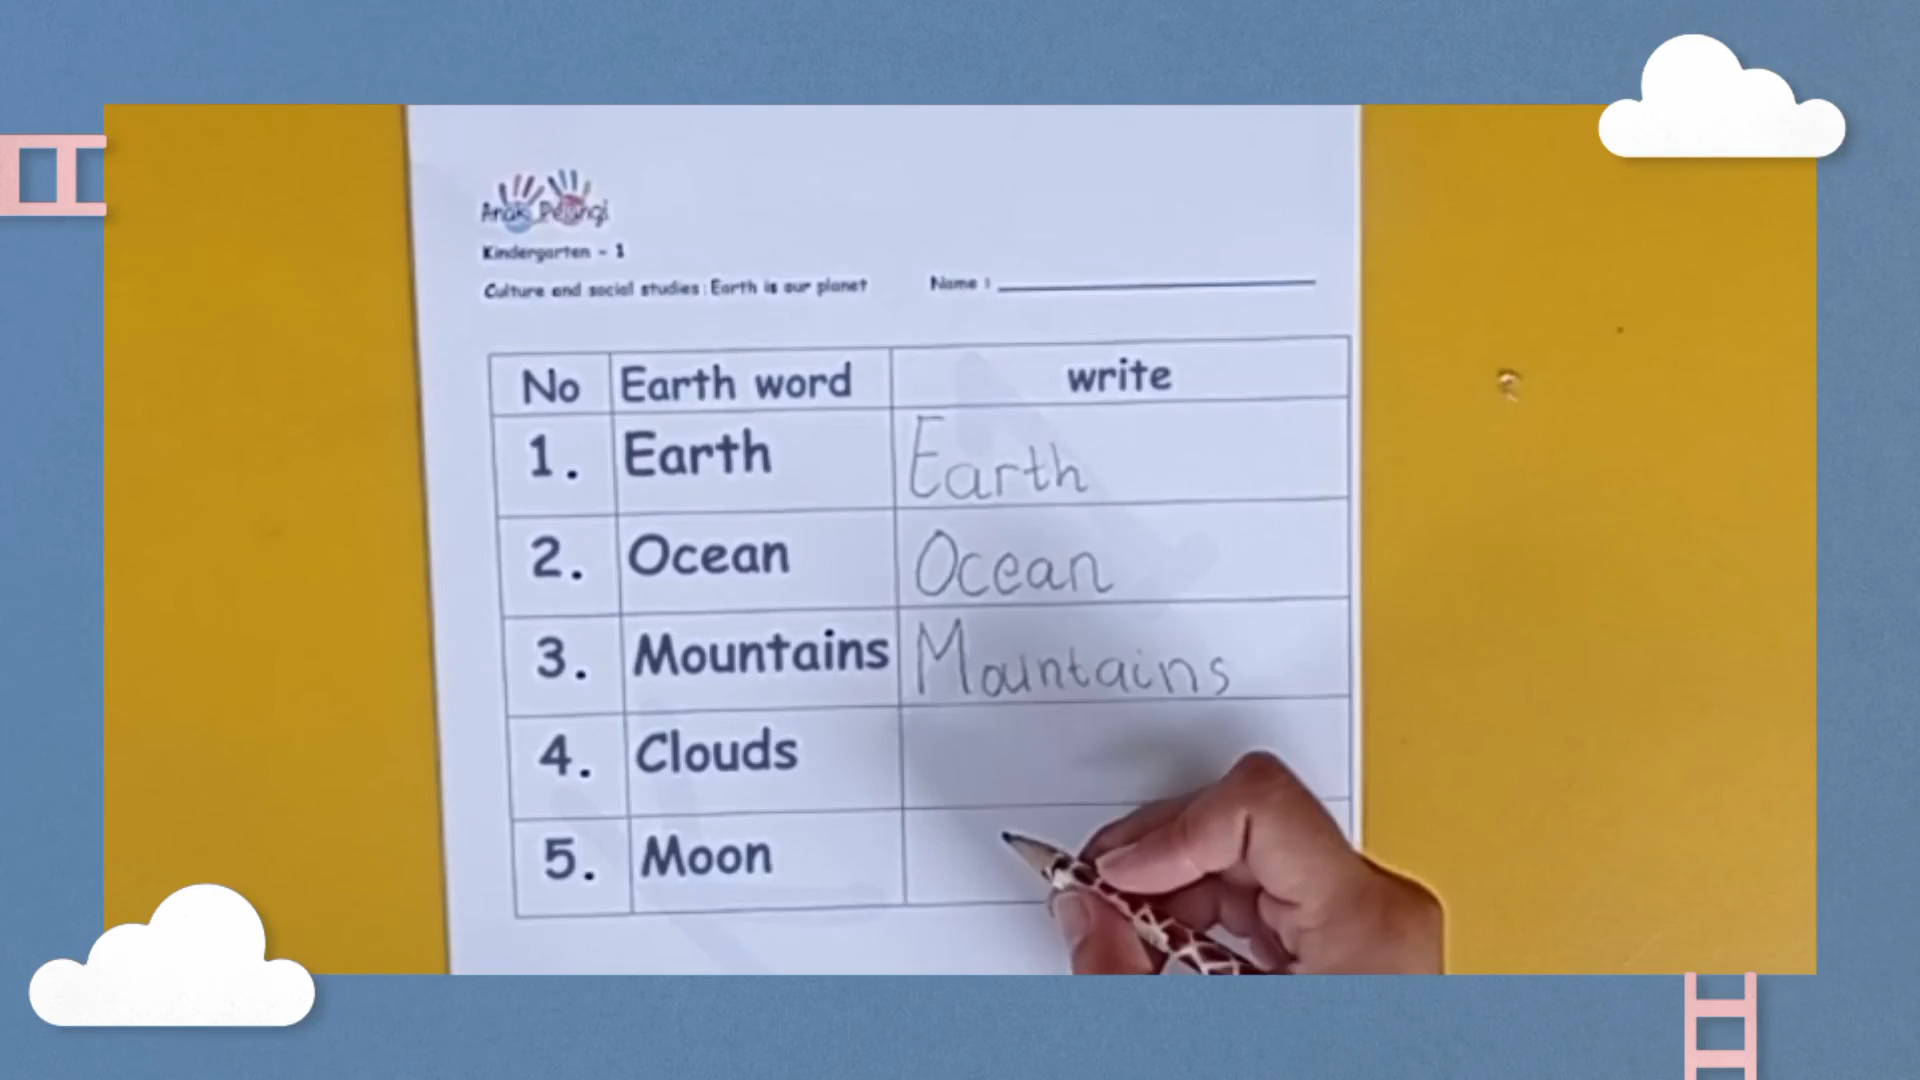 Anak Pelangi
Kindergarten - 1
Culture and social studies : Earth is our planet Name :
No Earth word write
1. Earth Earth
2. Ocean Ocean
3. Mountains Mountains
4. Clouds
5. Moon